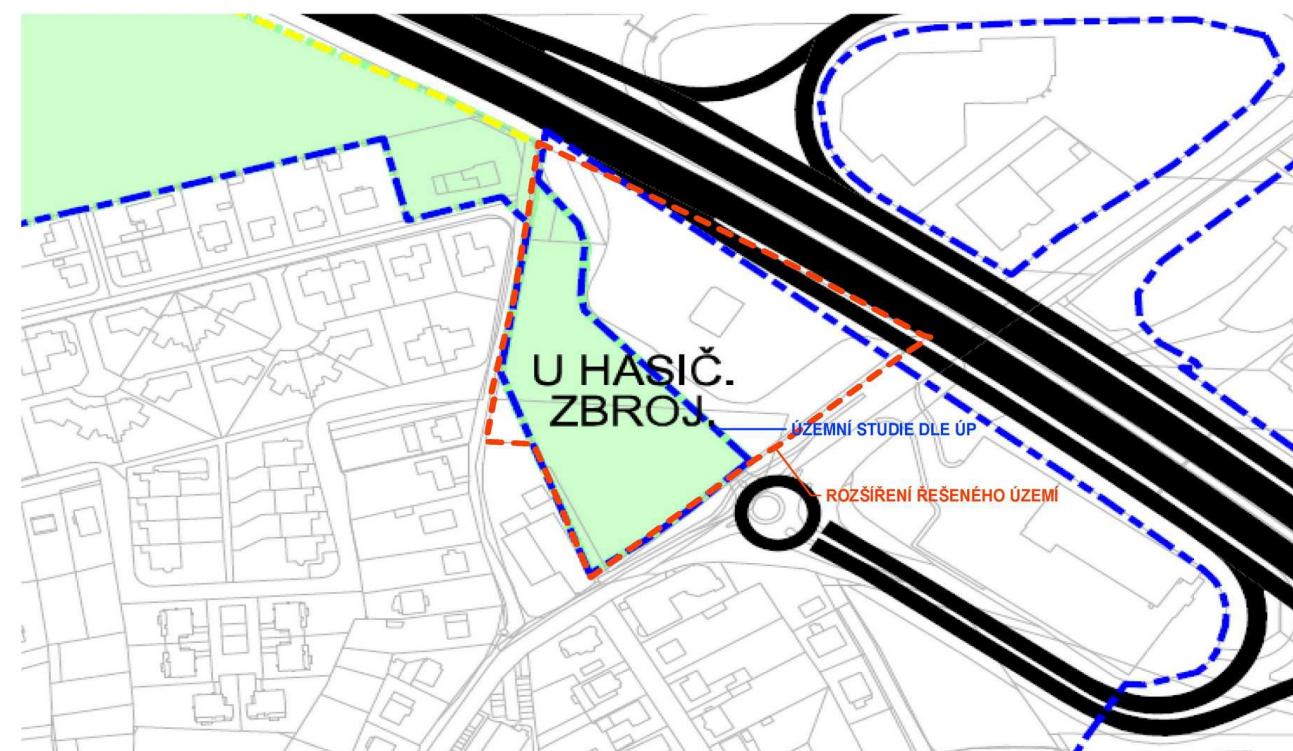 U HASIČ.
ZBROJ.
ÚZEMNÍ STUDIE DLE ÚP
ROZŠÍŘENÍ ŘEŠENÉHO ÚZEMÍ